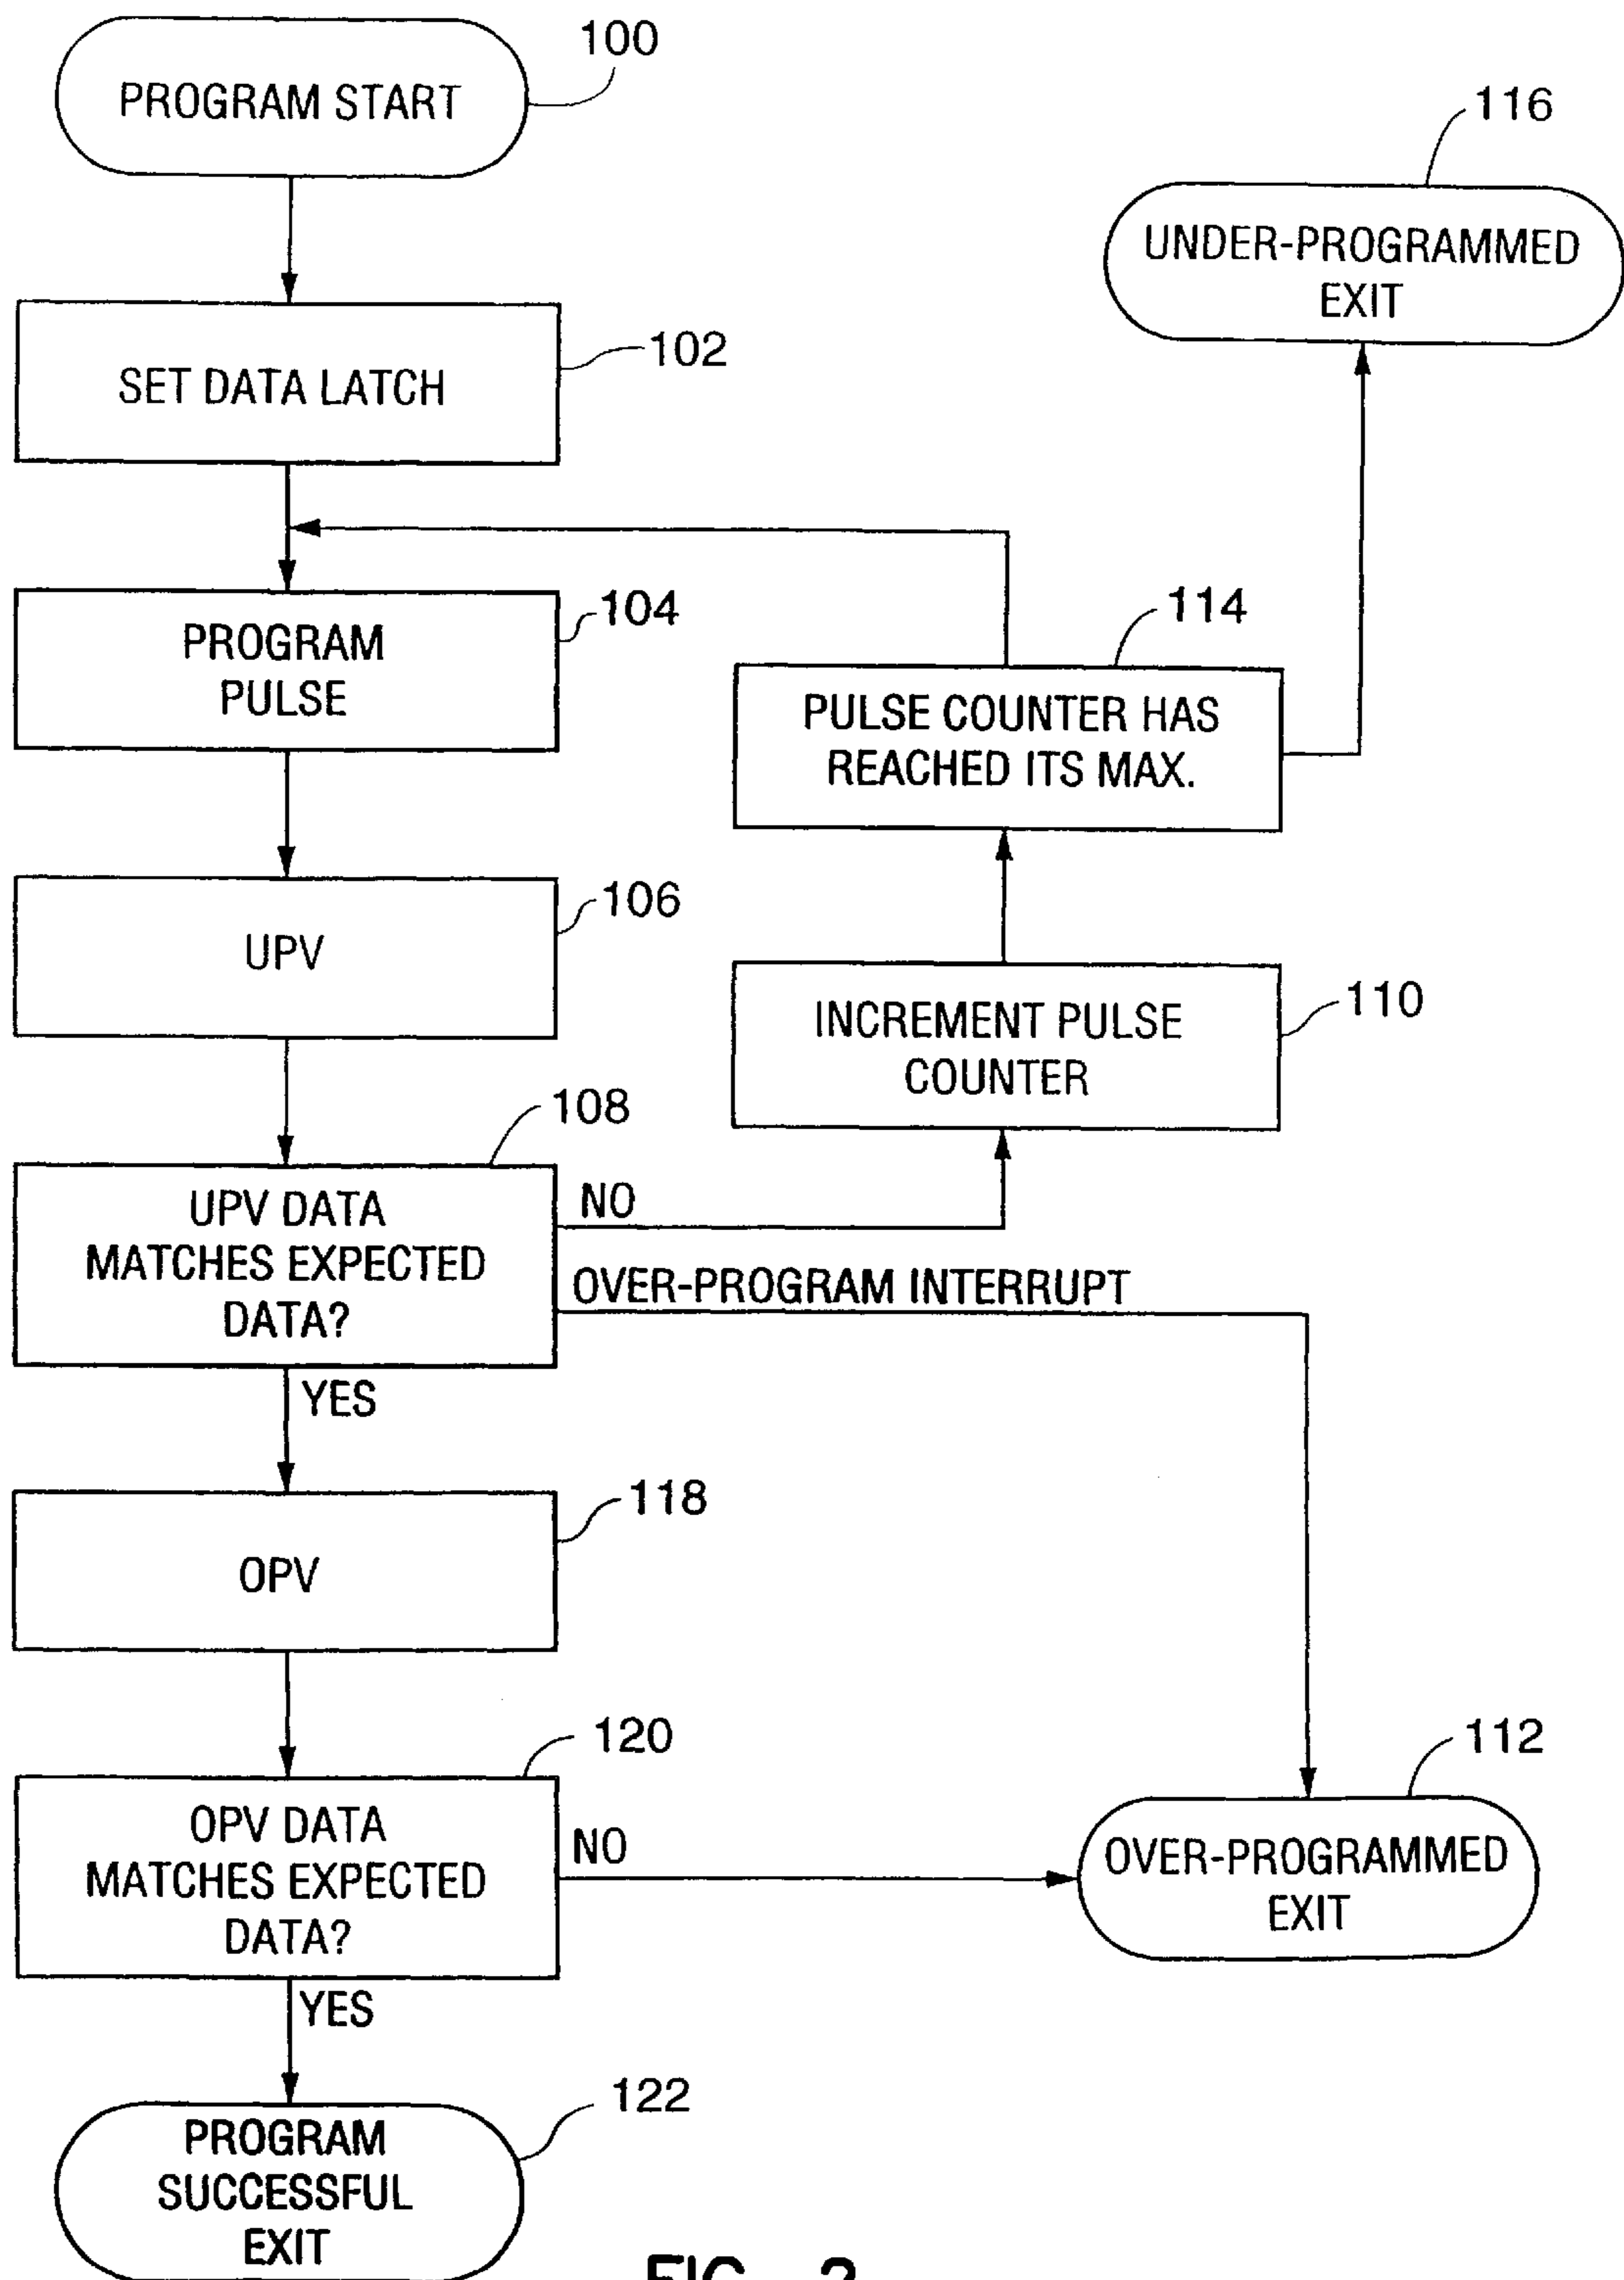 PROGRAM START
100
116
UNDER-PROGRAMMED
EXIT
SET DATA LATCH
102
PROGRAM
PULSE
104
114
PULSE COUNTER HAS
REACHED ITS MAX.
UPV
106
INCREMENT PULSE
COUNTER
110
108
UPV DATA
MATCHES EXPECTED
DATA?
NO
OVER-PROGRAM INTERRUPT
YES
OPV
118
120
OPV DATA
MATCHES EXPECTED
DATA?
NO
112
OVER-PROGRAMMED
EXIT
YES
PROGRAM
SUCCESSFUL
EXIT
122